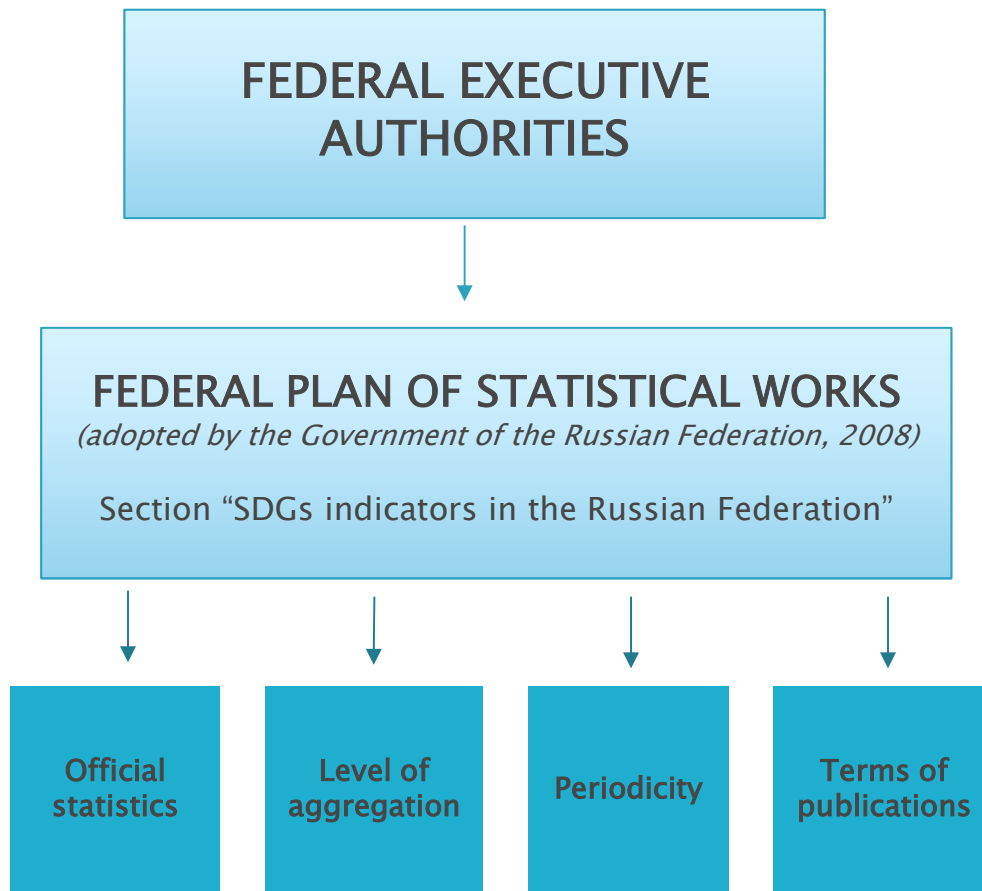 FEDERAL EXECUTIVE
AUTHORITIES
FEDERAL PLAN OF STATISTICAL WORKS
(adopted by the Government of the Russian Federation, 2008)
Section “SDGs indicators in the Russian Federation”
Official
statistics
Level of
aggregation
Periodicity
Terms of
publications